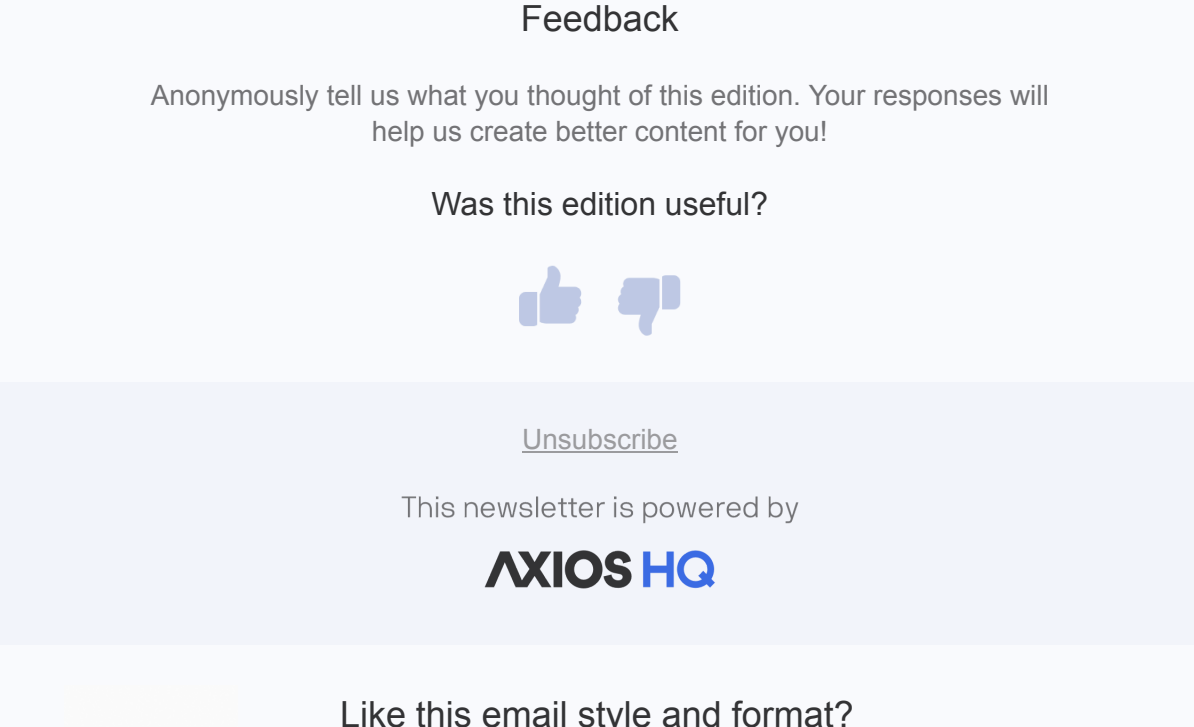 Feedback
Anonymously tell us what you thought of this edition. Your responses will
help us create better content for you!
Was this edition useful?
Unsubscribe
This newsletter is powered by
AXIOS HQ
Like this email style and format?